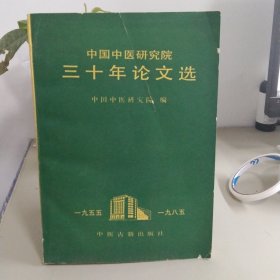 中国中医研究院
三十年论文选
中国中医研究院 编
一九五五 一九八五
中医古籍出版社